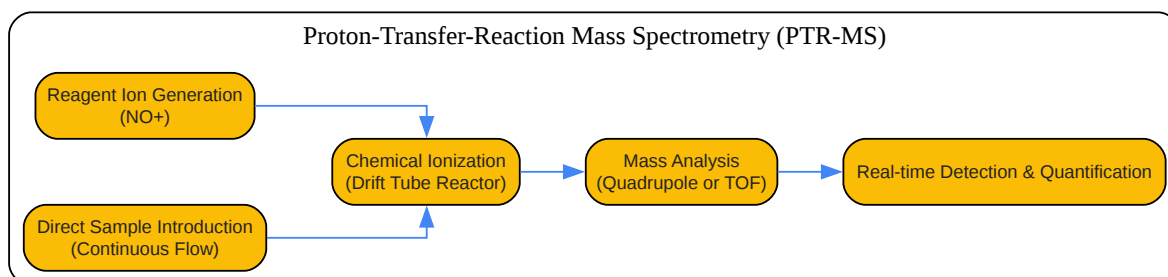 Proton-Transfer-Reaction Mass Spectrometry (PTR-MS)
Reagent Ion Generation
(NO+)
Chemical Ionization
(Drift Tube Reactor)
Mass Analysis
(Quadrupole or TOF)
Real-time Detection & Quantification
Direct Sample Introduction
(Continuous Flow)